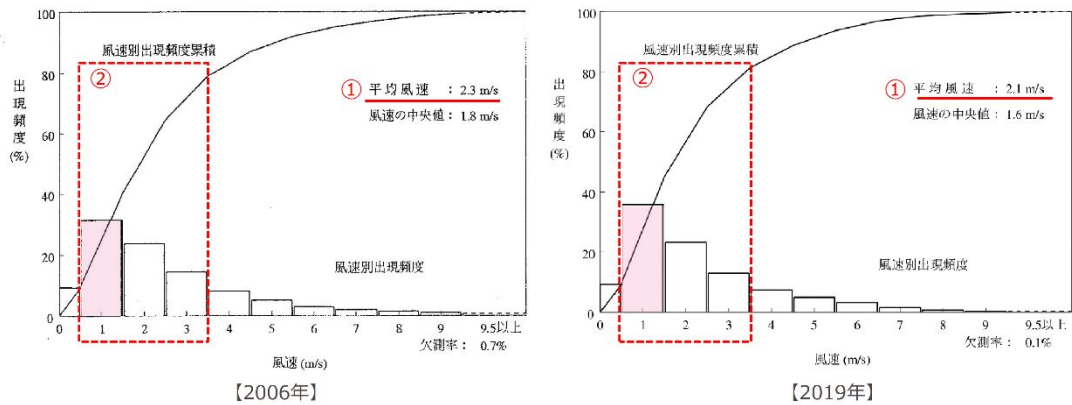 100
80
60
40
20
0
出現頻度
(%)
風速別出現頻度累積
②
① 平均風速 : 2.3 m/s
風速の中央値 : 1.8 m/s
風速別出現頻度
0 1 2 3 4 5 6 7 8 9 9.5以上
欠測率: 0.7%
風速 (m/s)
【2006年】
100
80
60
40
20
0
出現頻度
(%)
風速別出現頻度累積
②
① 平均風速 : 2.1 m/s
風速の中央値 : 1.6 m/s
風速別出現頻度
0 1 2 3 4 5 6 7 8 9 9.5以上
欠測率: 0.1%
風速 (m/s)
【2019年】